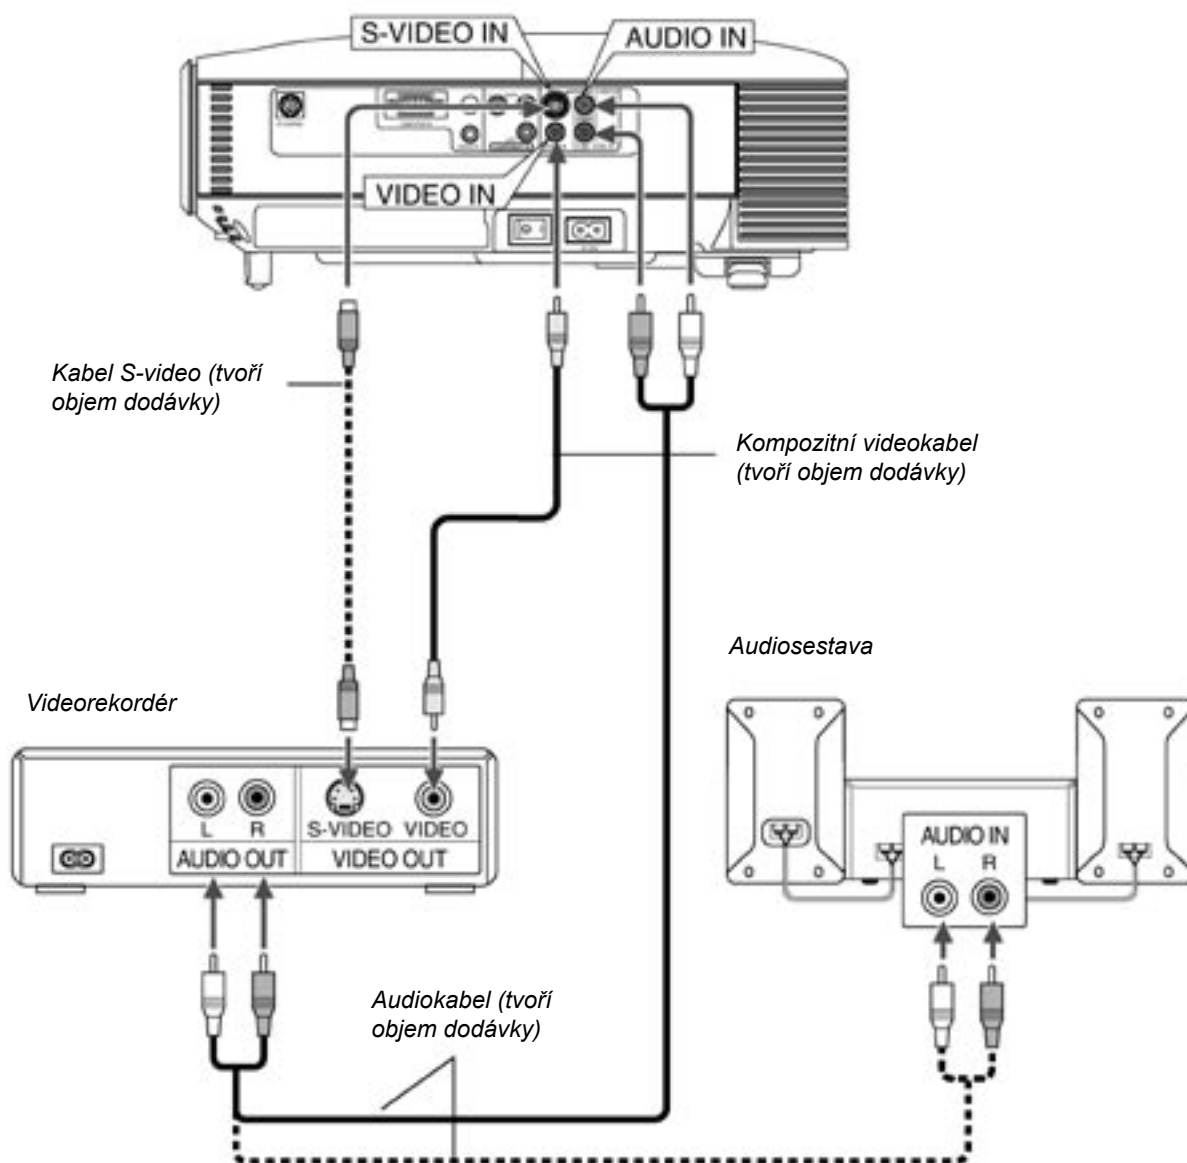 S-VIDEO IN
AUDIO IN
VIDEO IN
Kabel S-video (tvoří
objem dodávky)
Kompozitní videokabel
(tvoří objem dodávky)
Audiosestava
Videorekordér
L R S-VIDEO VIDEO
AUDIO OUT VIDEO OUT
AUDIO IN
L R
Audiokabel (tvoří
objem dodávky)